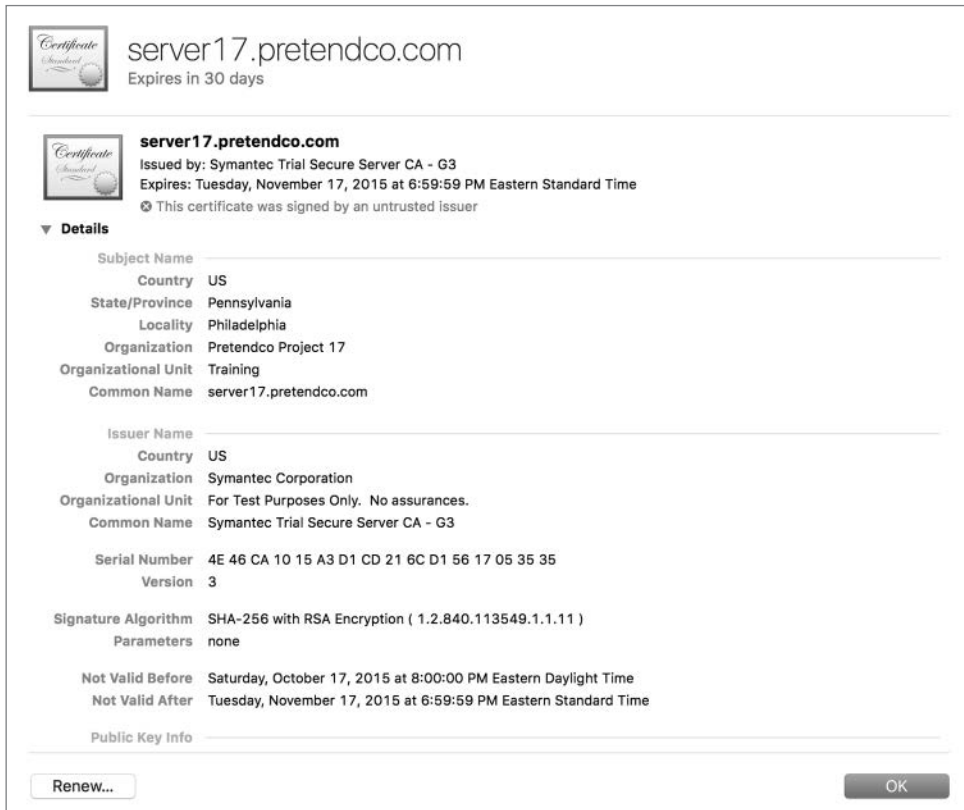 Certificate
Standard
server17.pretendco.com
Expires in 30 days
Certificate
Standard
server17.pretendco.com
Issued by: Symantec Trial Secure Server CA - G3
Expires: Tuesday, November 17, 2015 at 6:59:59 PM Eastern Standard Time
This certificate was signed by an untrusted issuer
Details
Subject Name
Country US
State/Province Pennsylvania
Locality Philadelphia
Organization Pretendco Project 17
Organizational Unit Training
Common Name server17.pretendco.com
Issuer Name
Country US
Organization Symantec Corporation
Organizational Unit For Test Purposes Only. No assurances.
Common Name Symantec Trial Secure Server CA - G3
Serial Number 4E 46 CA 10 15 A3 D1 CD 21 6C D1 56 17 05 35 35
Version 3
Signature Algorithm SHA-256 with RSA Encryption ( 1.2.840.113549.1.1.11 )
Parameters none
Not Valid Before Saturday, October 17, 2015 at 8:00:00 PM Eastern Daylight Time
Not Valid After Tuesday, November 17, 2015 at 6:59:59 PM Eastern Standard Time
Public Key Info
Renew... OK